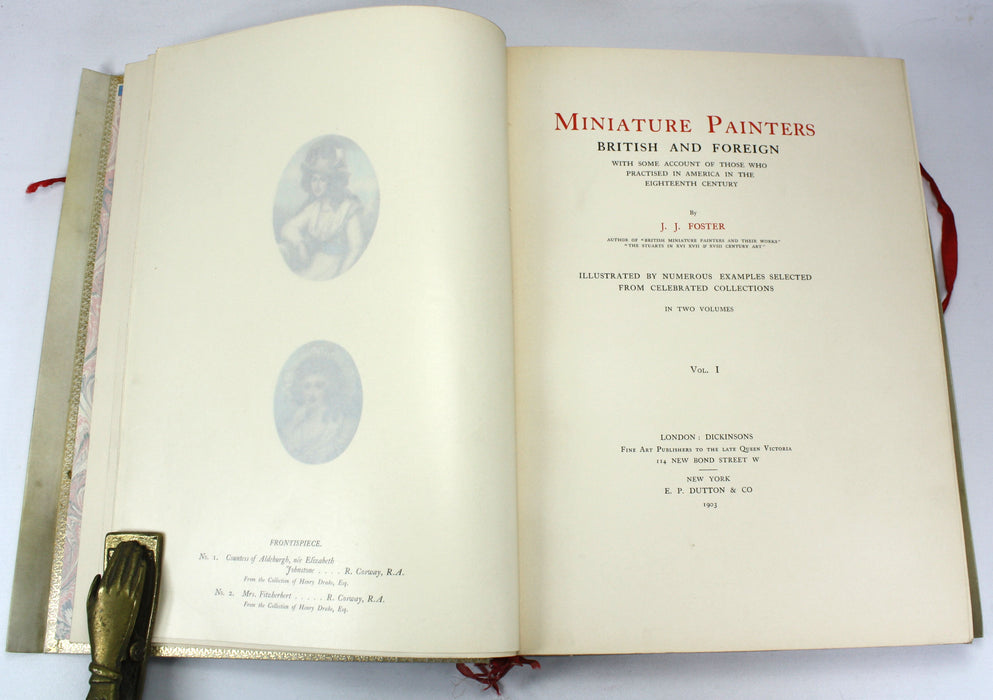 FRONTISPIECE.
No. 1. Countess of Aldeburgh, née Elizabeth
Johnstone . . . . R. Cosway, R.A.
From the Collection of Henry Drake, Esq.
No. 2. Mrs. Fitzherbert . . . . . R. Cosway, R.A.
From the Collection of Henry Drake, Esq.
MINIATURE PAINTERS
BRITISH AND FOREIGN
WITH SOME ACCOUNT OF THOSE WHO
PRACTISED IN AMERICA IN THE
EIGHTEENTH CENTURY
By
J. J. FOSTER
AUTHOR OF "BRITISH MINIATURE PAINTERS AND THEIR WORKS"
"THE STUARTS IN XVI XVII & XVIII CENTURY ART"
ILLUSTRATED BY NUMEROUS EXAMPLES SELECTED
FROM CELEBRATED COLLECTIONS
IN TWO VOLUMES
VOL. I
LONDON: DICKINSONS
FINE ART PUBLISHERS TO THE LATE QUEEN VICTORIA
114 NEW BOND STREET W
NEW YORK
E. P. DUTTON & CO
1903